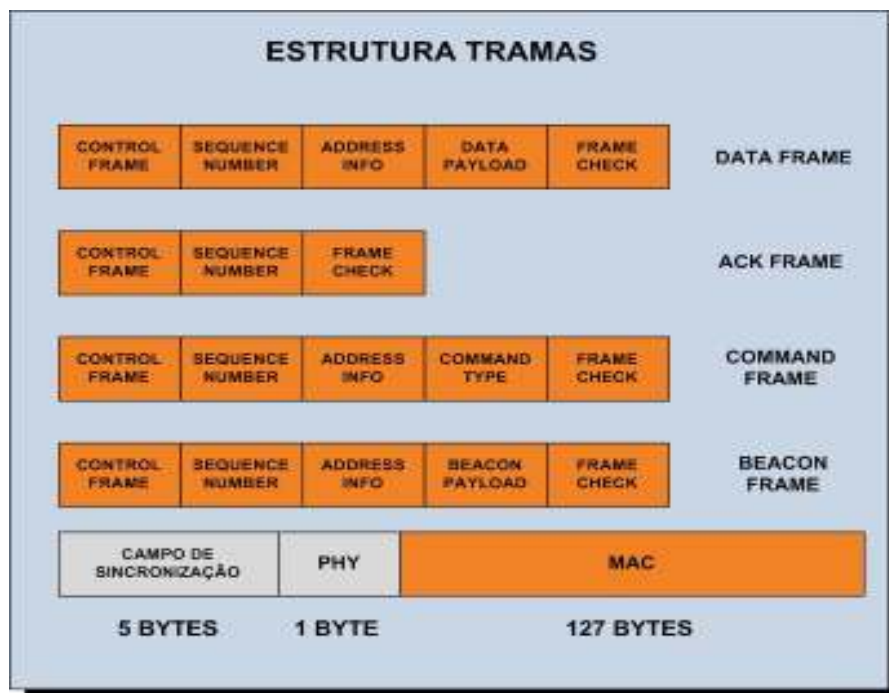 ESTRUTURA TRAMAS
CONTROL FRAME SEQUENCE NUMBER ADDRESS INFO DATA PAYLOAD FRAME CHECK DATA FRAME
CONTROL FRAME SEQUENCE NUMBER FRAME CHECK ACK FRAME
CONTROL FRAME SEQUENCE NUMBER ADDRESS INFO COMMAND TYPE FRAME CHECK COMMAND FRAME
CONTROL FRAME SEQUENCE NUMBER ADDRESS INFO BEACON PAYLOAD FRAME CHECK BEACON FRAME
CAMPO DE SINCRONIZAÇÃO PHY MAC
5 BYTES 1 BYTE 127 BYTES